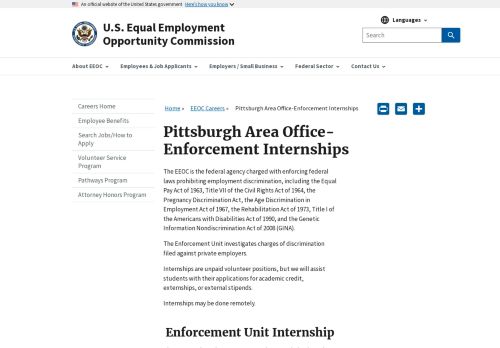 An official website of the United States government Here's how you know
U.S. Equal Employment
Opportunity Commission
Languages
Search
About EEOC
Employees & Job Applicants
Employers / Small Business
Federal Sector
Contact Us
Careers Home
Employee Benefits
Search Jobs/How to
Apply
Volunteer Service
Program
Pathways Program
Attorney Honors Program
Home » EEOC Careers » Pittsburgh Area Office-Enforcement Internships
Pittsburgh Area Office-
Enforcement Internships
The EEOC is the federal agency charged with enforcing federal
laws prohibiting employment discrimination, including the Equal
Pay Act of 1963, Title VII of the Civil Rights Act of 1964, the
Pregnancy Discrimination Act, the Age Discrimination in
Employment Act of 1967, the Rehabilitation Act of 1973, Title I of
the Americans with Disabilities Act of 1990, and the Genetic
Information Nondiscrimination Act of 2008 (GINA).
The Enforcement Unit investigates charges of discrimination
filed against private employers.
Internships are unpaid volunteer positions, but we will assist
students with their applications for academic credit,
externships, or external stipends.
Internships may be done remotely.
Enforcement Unit Internship